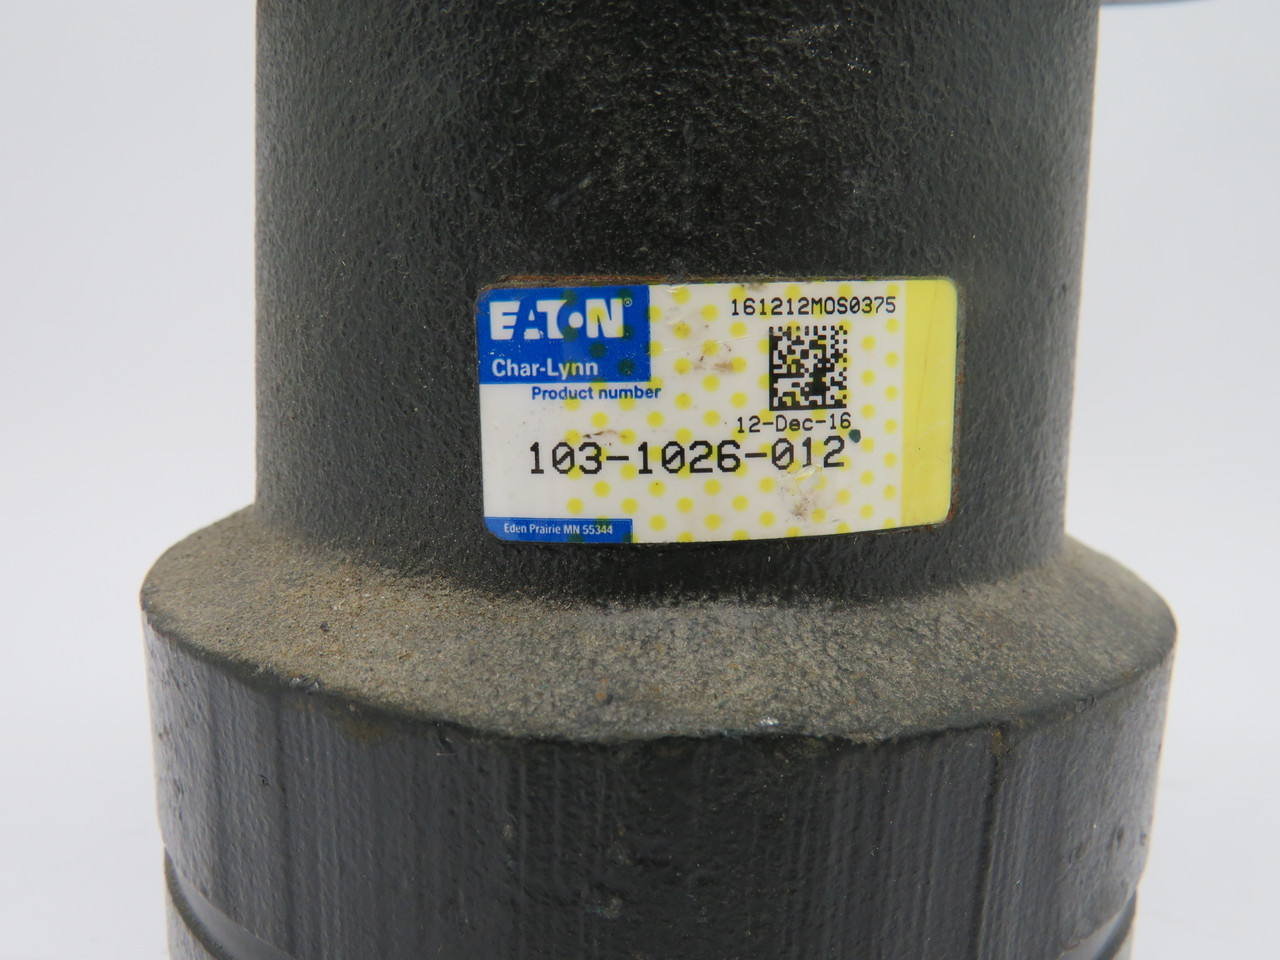 EATON®
Char-Lynn
Product number
161212MOS0375
12-Dec-16
103-1026-012
Eden Prairie MN 55344